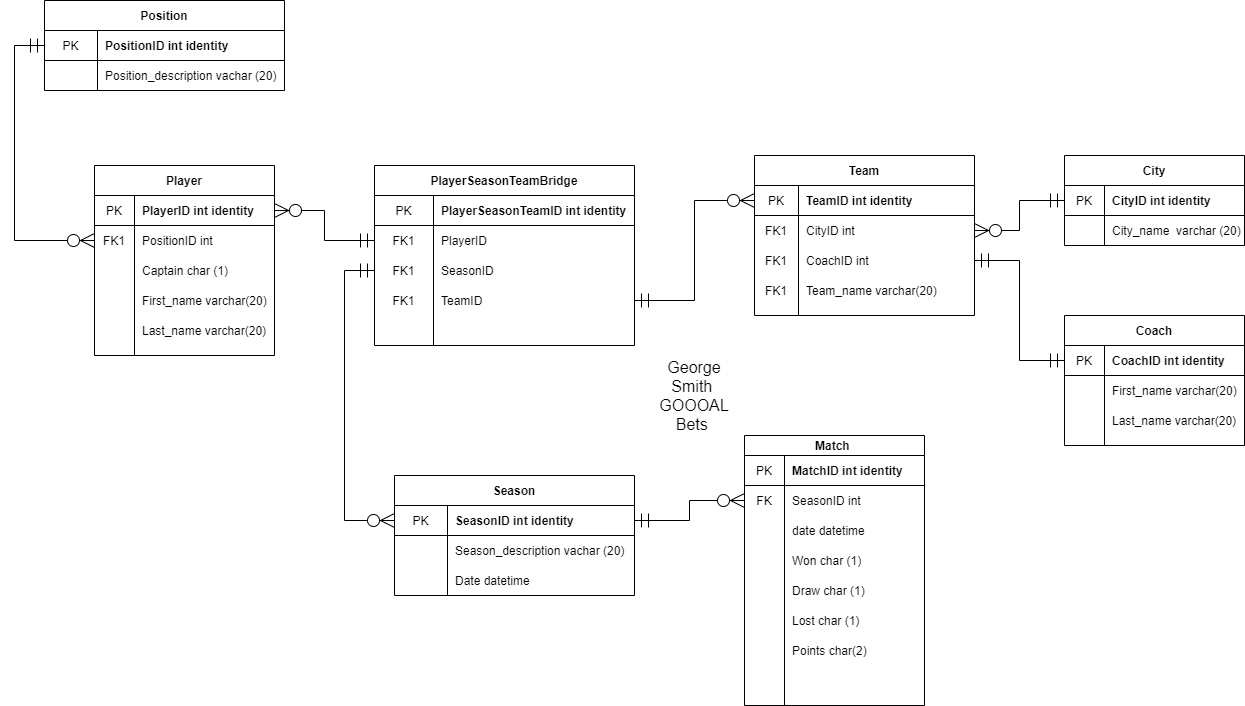 Position
PK PositionID int identity
Position_description vachar (20)
Player
PK PlayerID int identity
FK1 PositionID int
Captain char (1)
First_name varchar(20)
Last_name varchar(20)
PlayerSeasonTeamBridge
PK PlayerSeasonTeamID int identity
FK1 PlayerID
FK1 SeasonID
FK1 TeamID
Team
PK TeamID int identity
FK1 CityID int
FK1 CoachID int
FK1 Team_name varchar(20)
City
PK CityID int identity
City_name varchar (20)
Coach
PK CoachID int identity
First_name varchar(20)
Last_name varchar(20)
George
Smith
GOOOAL
Bets
Season
PK SeasonID int identity
Season_description vachar (20)
Date datetime
Match
PK MatchID int identity
FK SeasonID int
date datetime
Won char (1)
Draw char (1)
Lost char (1)
Points char(2)